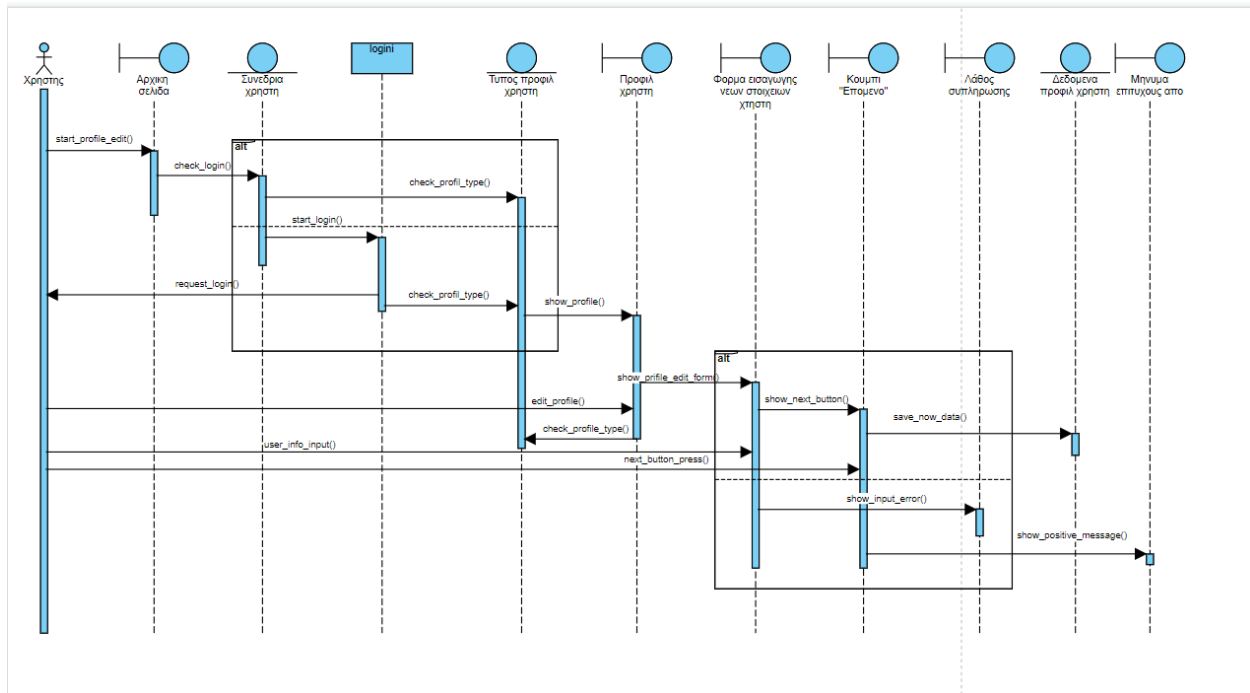 logini
Χρηστης
Αρχικη
σελιδα
Συνεδρια
χρηστη
Τυπος προφιλ
χρηστη
Προφιλ
χρηστη
Φορμα εισαγωγης
νεων στοιχειων
χτηστη
Κουμπι
"Επομενο"
Λάθος
συπληρωσης
Δεδομενα
προφιλ χρηστη
Μηνυμα
επιτυχους απο
start_profile_edit()
alt
check_login()
check_profil_type()
start_login()
request_login()
check_profil_type()
show_profile()
alt
show_prifile_edit_form()
edit_profile()
show_next_button()
save_now_data()
check_profile_type()
user_info_input()
next_button_press()
show_input_error()
show_positive_message()